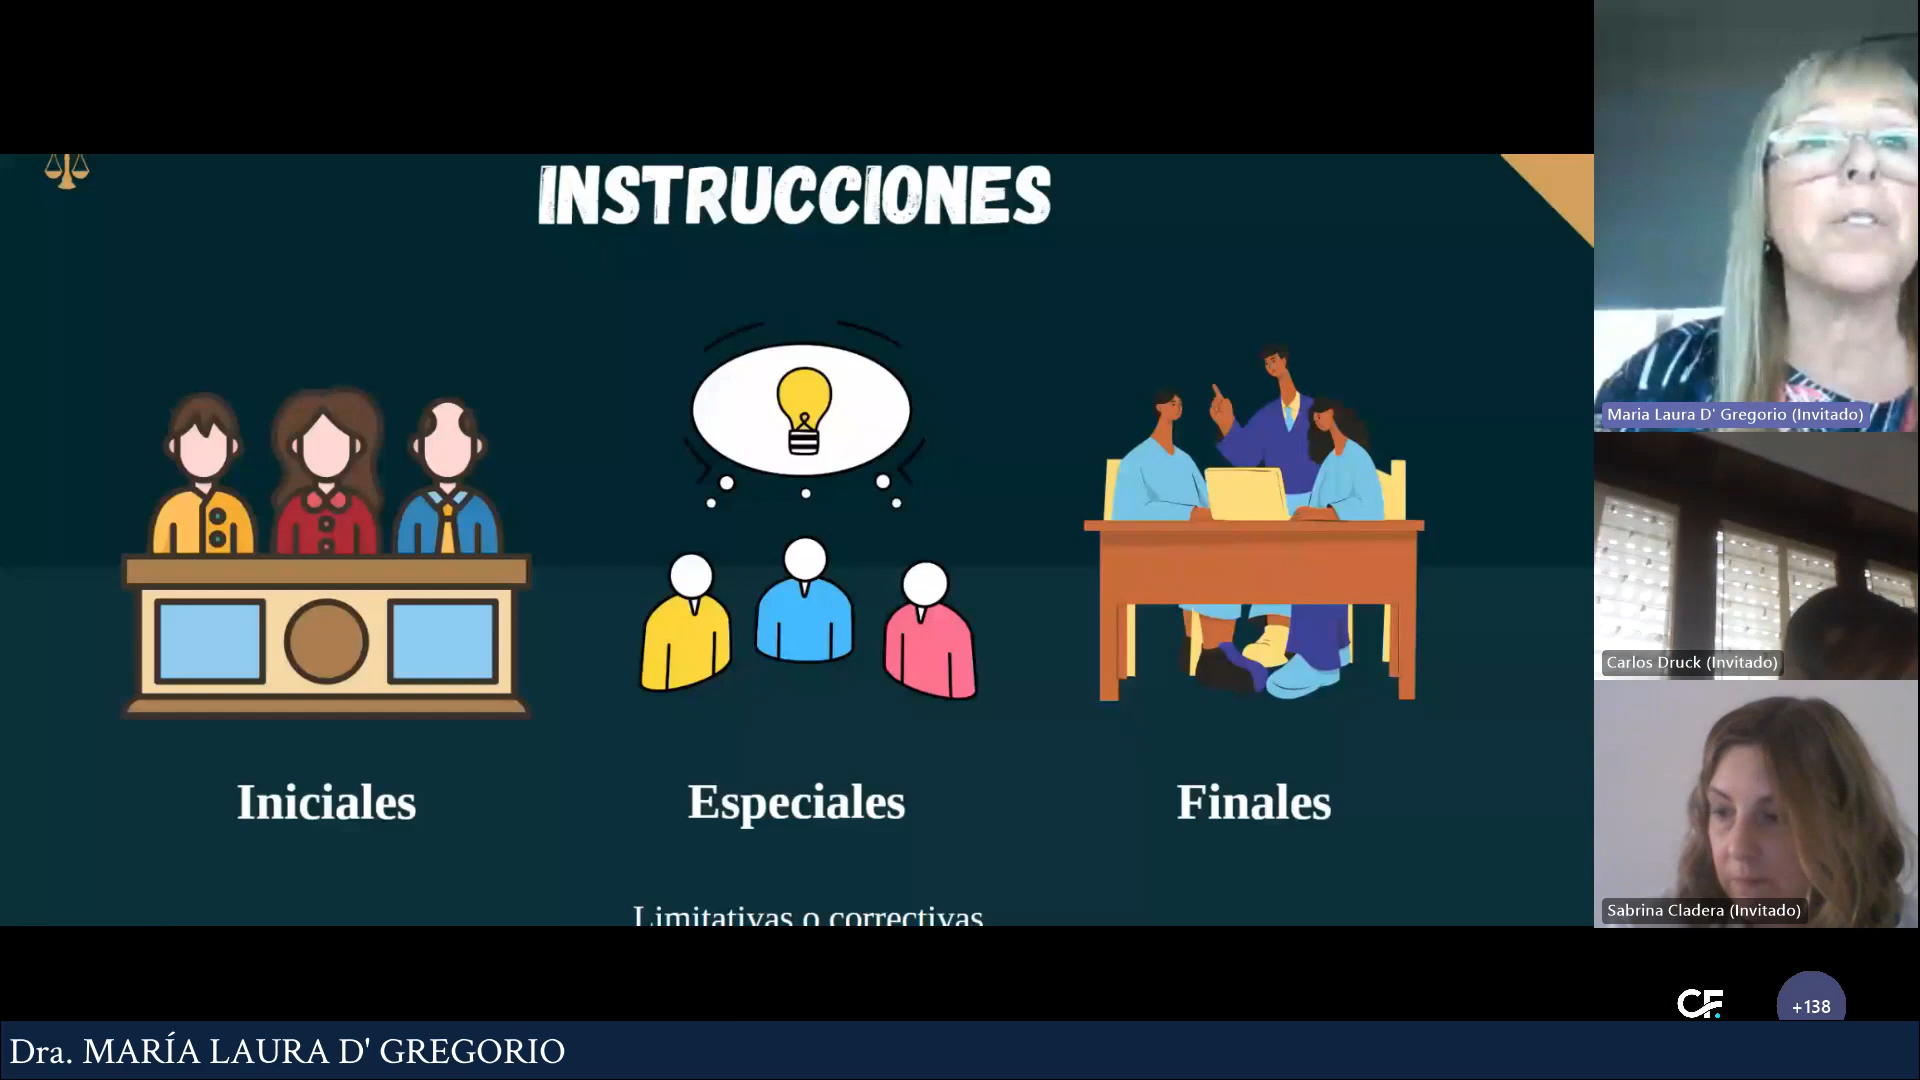 INSTRUCCIONES
Iniciales
Especiales
Finales
Limitativas o correctivas
Maria Laura D' Gregorio (Invitado)
Carlos Druck (Invitado)
Sabrina Cladera (Invitado)
CF
+138
Dra. MARÍA LAURA D' GREGORIO